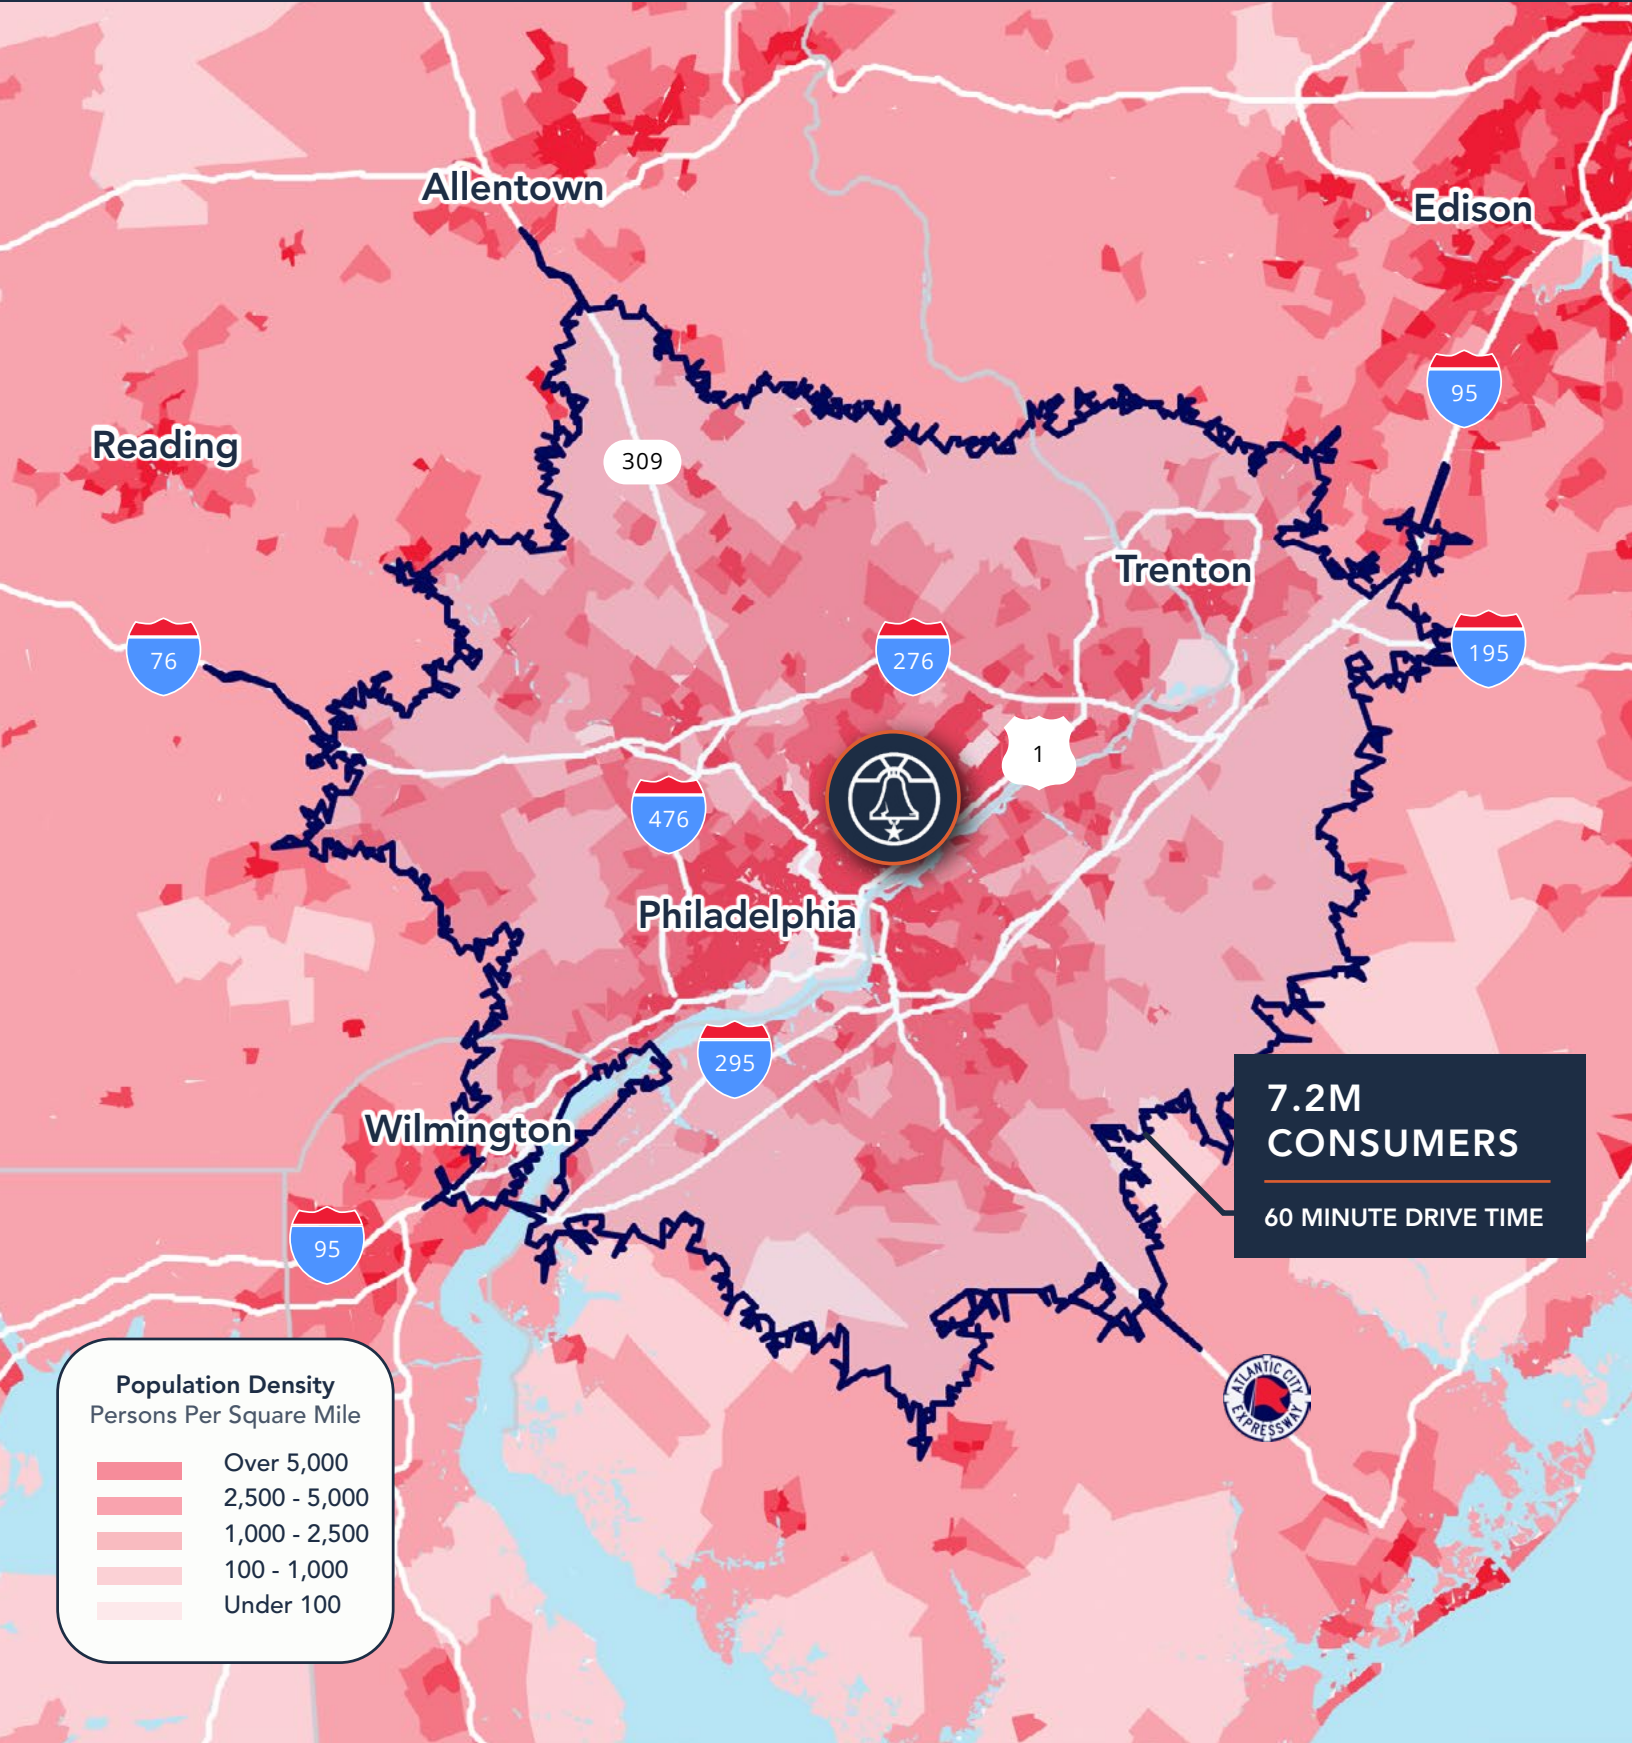 Allentown
Edison
95
Reading
309
Trenton
76
276
195
1
476
Philadelphia
295
7.2M
CONSUMERS
60 MINUTE DRIVE TIME
Wilmington
95
ATLANTIC CITY
EXPRESSWAY
Population Density
Persons Per Square Mile
Over 5,000
2,500 - 5,000
1,000 - 2,500
100 - 1,000
Under 100